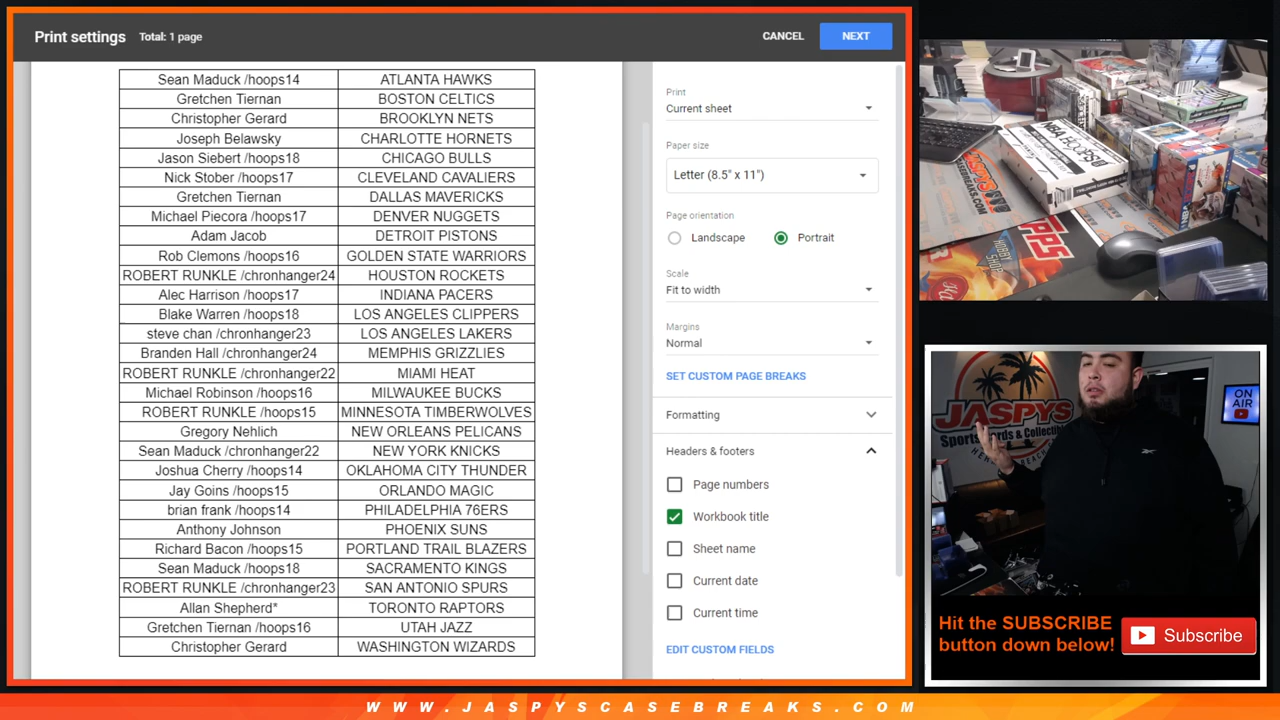 Print settings
Total: 1 page
CANCEL
NEXT
Sean Maduck /hoops14 ATLANTA HAWKS
Gretchen Tiernan BOSTON CELTICS
Christopher Gerard BROOKLYN NETS
Joseph Belawsky CHARLOTTE HORNETS
Jason Siebert /hoops18 CHICAGO BULLS
Nick Stober /hoops17 CLEVELAND CAVALIERS
Gretchen Tiernan DALLAS MAVERICKS
Michael Piecora /hoops17 DENVER NUGGETS
Adam Jacob DETROIT PISTONS
Rob Clemons /hoops16 GOLDEN STATE WARRIORS
ROBERT RUNKLE /chronhanger24 HOUSTON ROCKETS
Alec Harrison /hoops17 INDIANA PACERS
Blake Warren /hoops18 LOS ANGELES CLIPPERS
steve chan /chronhanger23 LOS ANGELES LAKERS
Branden Hall /chronhanger24 MEMPHIS GRIZZLIES
ROBERT RUNKLE /chronhanger22 MIAMI HEAT
Michael Robinson /hoops16 MILWAUKEE BUCKS
ROBERT RUNKLE /hoops15 MINNESOTA TIMBERWOLVES
Gregory Nehlich NEW ORLEANS PELICANS
Sean Maduck /chronhanger22 NEW YORK KNICKS
Joshua Cherry /hoops14 OKLAHOMA CITY THUNDER
Jay Goins /hoops15 ORLANDO MAGIC
brian frank /hoops14 PHILADELPHIA 76ERS
Anthony Johnson PHOENIX SUNS
Richard Bacon /hoops15 PORTLAND TRAIL BLAZERS
Sean Maduck /hoops18 SACRAMENTO KINGS
ROBERT RUNKLE /chronhanger23 SAN ANTONIO SPURS
Allan Shepherd* TORONTO RAPTORS
Gretchen Tiernan /hoops16 UTAH JAZZ
Christopher Gerard WASHINGTON WIZARDS
Print
Current sheet
Paper size
Letter (8.5" x 11")
Page orientation
Landscape
Portrait
Scale
Fit to width
Margins
Normal
SET CUSTOM PAGE BREAKS
Formatting
Headers & footers
Page numbers
Workbook title
Sheet name
Current date
Current time
EDIT CUSTOM FIELDS
NBA HOOPS
JASPYS
CASEBREAKS.COM
HOBBY
SHOP
JASPYS
ON
AIR
Hit the SUBSCRIBE
button down below!
Subscribe
WWW.JASPYSCASEBREAKS.COM